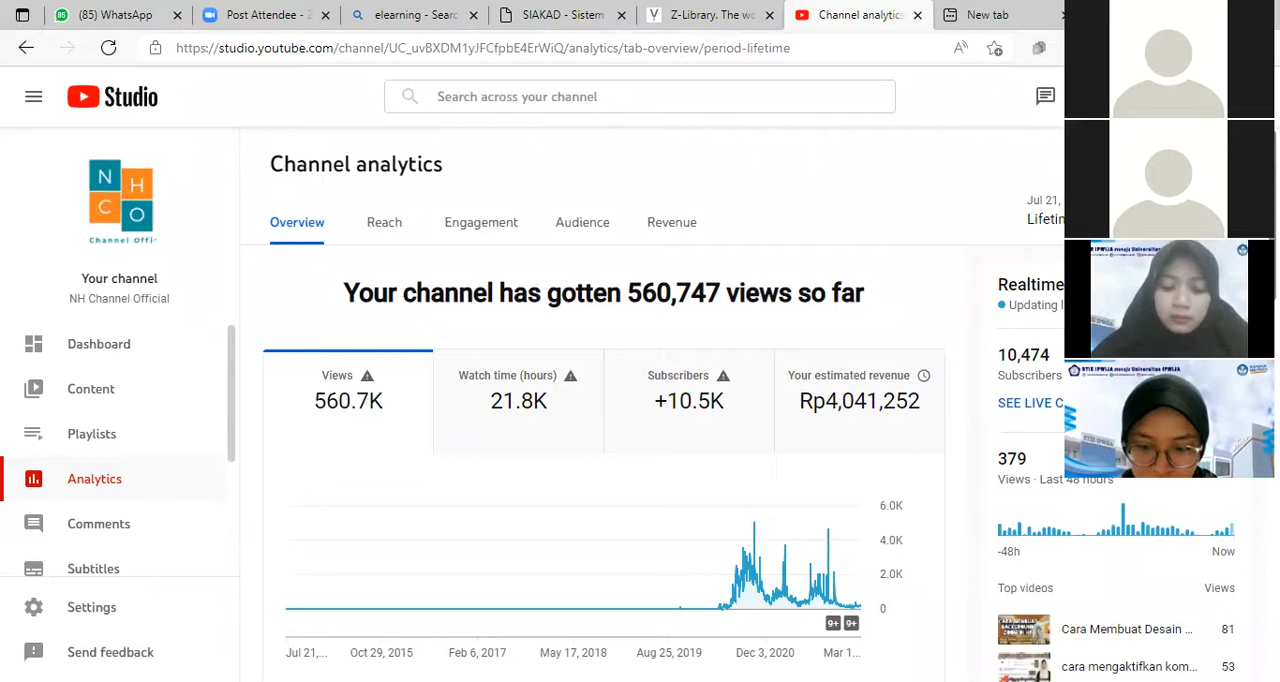 85
(85) WhatsApp
Post Attendee - Z
elearning - Searc
SIAKAD - Sistem
Z-Library. The wo
Channel analytics
New tab
https://studio.youtube.com/channel/UC_uvBXDM1yJFCfpbE4ErWiQ/analytics/tab-overview/period-lifetime
Studio
Search across your channel
N
H
C
O
Channel Offi
Your channel
NH Channel Official
Dashboard
Content
Playlists
Analytics
Comments
Subtitles
Settings
Send feedback
Channel analytics
Jul 21,
Lifetim
Overview
Reach
Engagement
Audience
Revenue
Your channel has gotten 560,747 views so far
Views
560.7K
Watch time (hours)
21.8K
Subscribers
+10.5K
Your estimated revenue
Rp4,041,252
6.0K
4.0K
2.0K
0
9+ 9+
Oct 29, 2015
Feb 6, 2017
May 17, 2018
Aug 25, 2019
Dec 3, 2020
Mar 1...
Realtime
Updating l
10,474
Subscribers
SEE LIVE C
379
Views · Last 48 hours
-48h
Now
Top videos
Views
Cara Membuat Desain ...
81
cara mengaktifkan kom...
53
STIE IPWIJA menuju Universitas IPWIJA